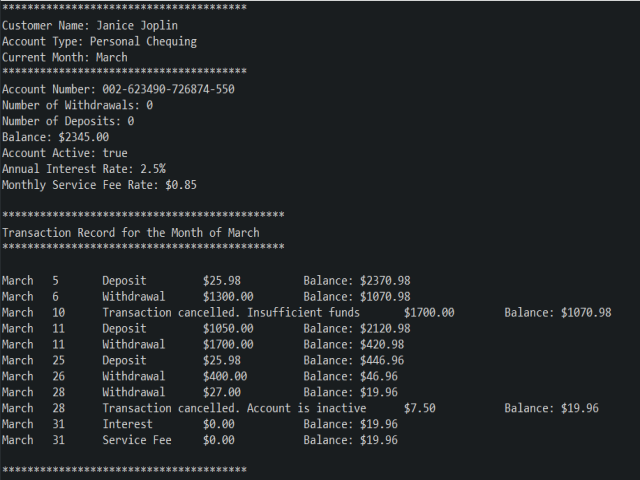 ***************************************
Customer Name: Janice Joplin
Account Type: Personal Chequing
Current Month: March
***************************************
Account Number: 002-623490-726874-550
Number of Withdrawals: 0
Number of Deposits: 0
Balance: $2345.00
Account Active: true
Annual Interest Rate: 2.5%
Monthly Service Fee Rate: $0.85
*********************************************
Transaction Record for the Month of March
*********************************************
March 5 Deposit $25.98 Balance: $2370.98
March 6 Withdrawal $1300.00 Balance: $1070.98
March 10 Transaction cancelled. Insufficient funds $1700.00 Balance: $1070.98
March 11 Deposit $1050.00 Balance: $2120.98
March 11 Withdrawal $1700.00 Balance: $420.98
March 25 Deposit $25.98 Balance: $446.96
March 26 Withdrawal $400.00 Balance: $46.96
March 28 Withdrawal $27.00 Balance: $19.96
March 28 Transaction cancelled. Account is inactive $7.50 Balance: $19.96
March 31 Interest $0.00 Balance: $19.96
March 31 Service Fee $0.00 Balance: $19.96
***************************************